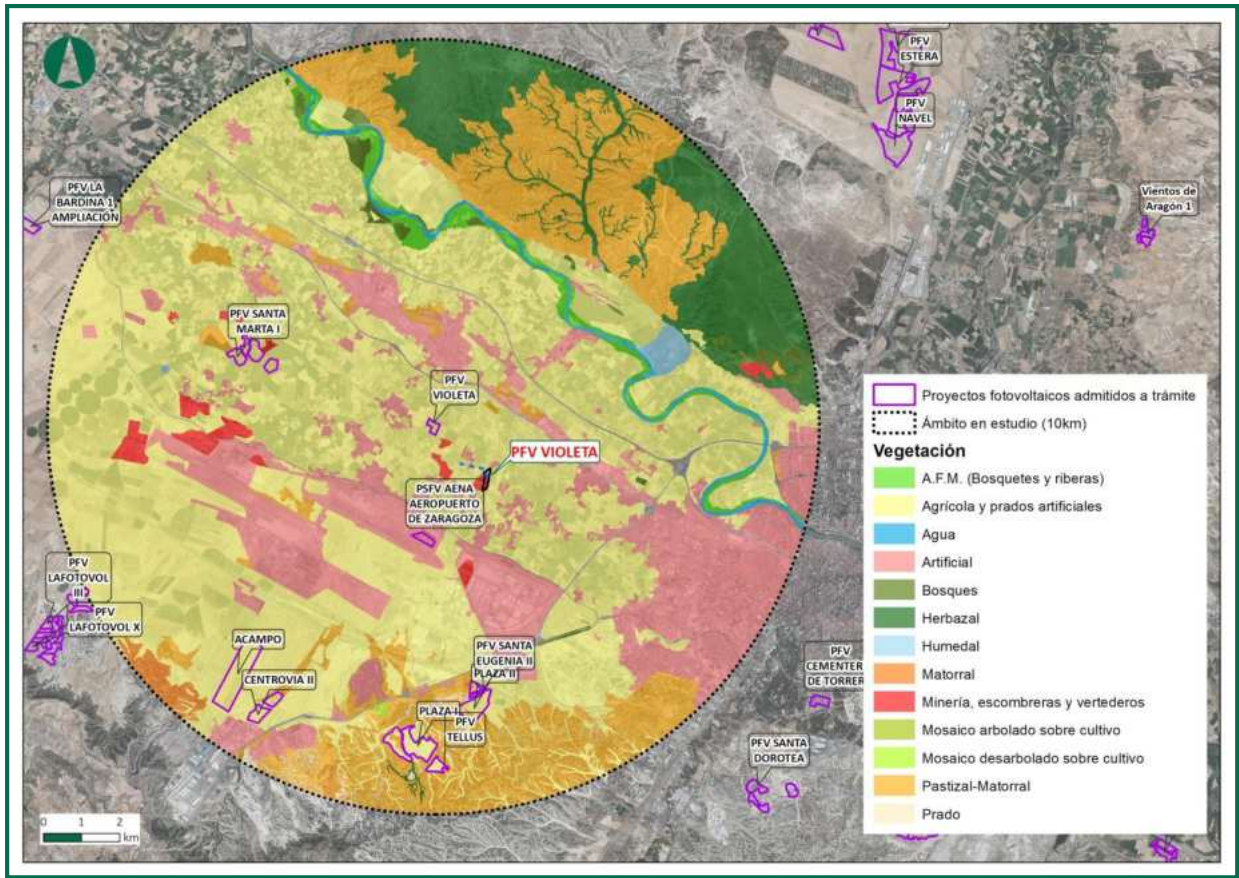 PFV
ESTERA
PFV
NAVEL
PFV LA
BARDINA 1
AMPLIACIÓN
Vientos de
Aragón 1
PFV SANTA
MARTA I
PFV
VIOLETA
PFV VIOLETA
PSFV AENA
AEROPUERTO
DE ZARAGOZA
PFV
LAFOTOVOL
III
PFV
LAFOTOVOL X
ACAMPO
CENTROVIA II
PFV SANTA
EUGENIA II
PLAZA II
PLAZA I
PFV
TELLUS
PFV
CEMENTER
DE TORRER
PFV SANTA
DOROTEA
Proyectos fotovoltaicos admitidos a trámite
Ámbito en estudio (10km)
Vegetación
A.F.M. (Bosquetes y riberas)
Agrícola y prados artificiales
Agua
Artificial
Bosques
Herbazal
Humedal
Matorral
Minería, escombreras y vertederos
Mosaico arbolado sobre cultivo
Mosaico desarbolado sobre cultivo
Pastizal-Matorral
Prado
0 1 2
km